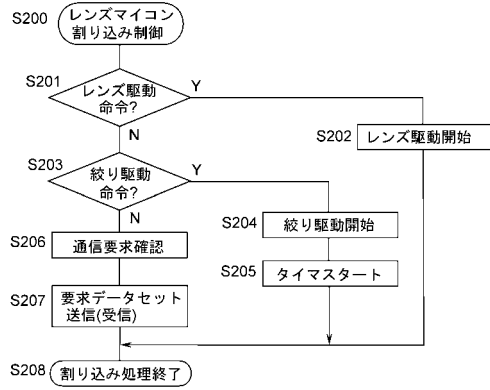 S200
レンズマイコン
割り込み制御
S201
レンズ駆動
命令?
Y
N
S202
レンズ駆動開始
S203
絞り駆動
命令?
Y
N
S204
絞り駆動開始
S205
タイマスタート
S206
通信要求確認
S207
要求データセット
送信(受信)
S208
割り込み処理終了